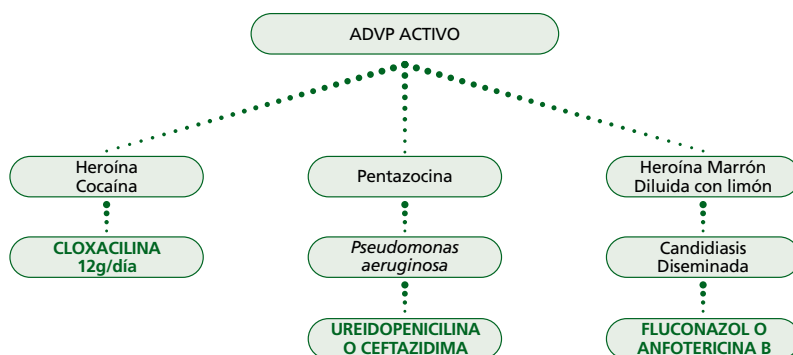 ADVP ACTIVO
Heroína
Cocaína
Pentazocina
Heroína Marrón
Diluida con limón
CLOXACILINA
12g/día
Pseudomonas
aeruginosa
Candidiasis
Diseminada
UREIDOPENICILINA
O CEFTAZIDIMA
FLUCONAZOL O
ANFOTERICINA B